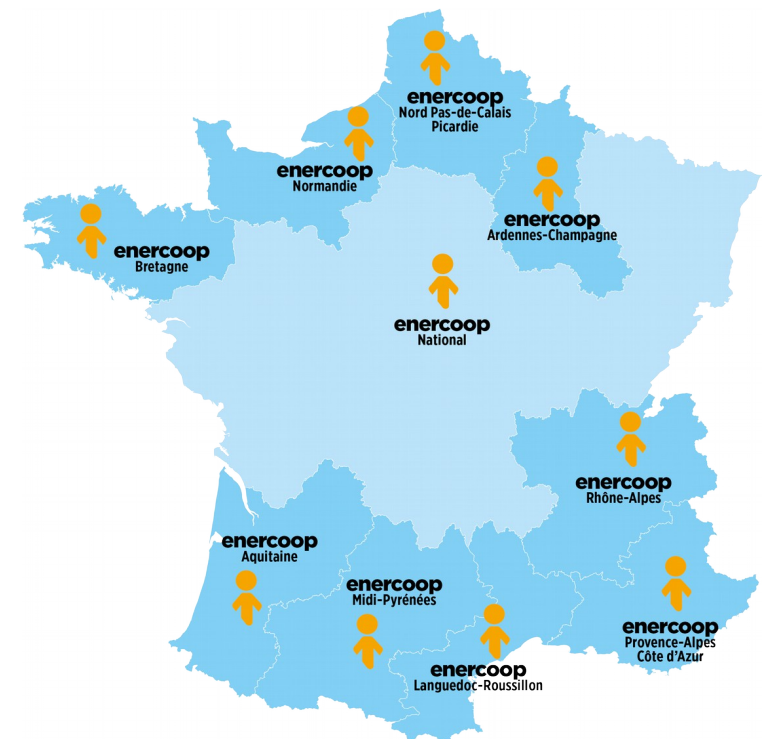 enercoop
Nord Pas-de-Calais
Picardie
enercoop
Normandie
enercoop
Ardennes-Champagne
enercoop
Bretagne
enercoop
National
enercoop
Rhône-Alpes
enercoop
Aquitaine
enercoop
Midi-Pyrénées
enercoop
Provence-Alpes
Côte d'Azur
enercoop
Languedoc-Roussillon